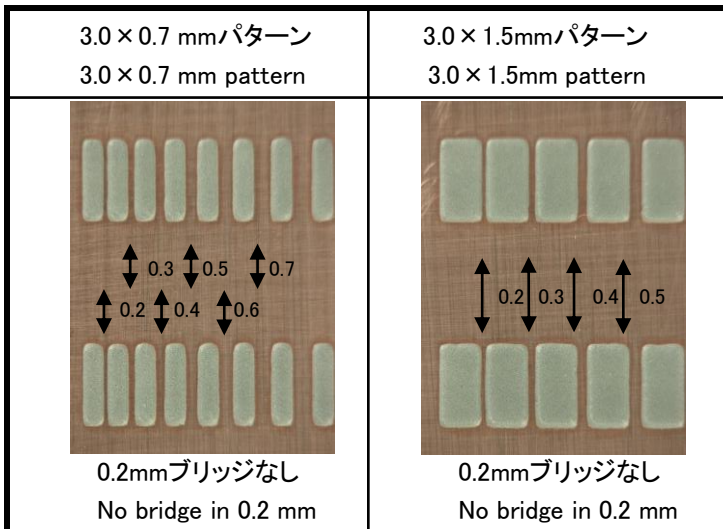 3.0×0.7 mmパターン
3.0×0.7 mm pattern
3.0×1.5mmパターン
3.0×1.5mm pattern
0.3 0.5 0.7
0.2 0.4 0.6
0.2 0.3 0.4 0.5
0.2mmブリッジなし
No bridge in 0.2 mm
0.2mmブリッジなし
No bridge in 0.2 mm